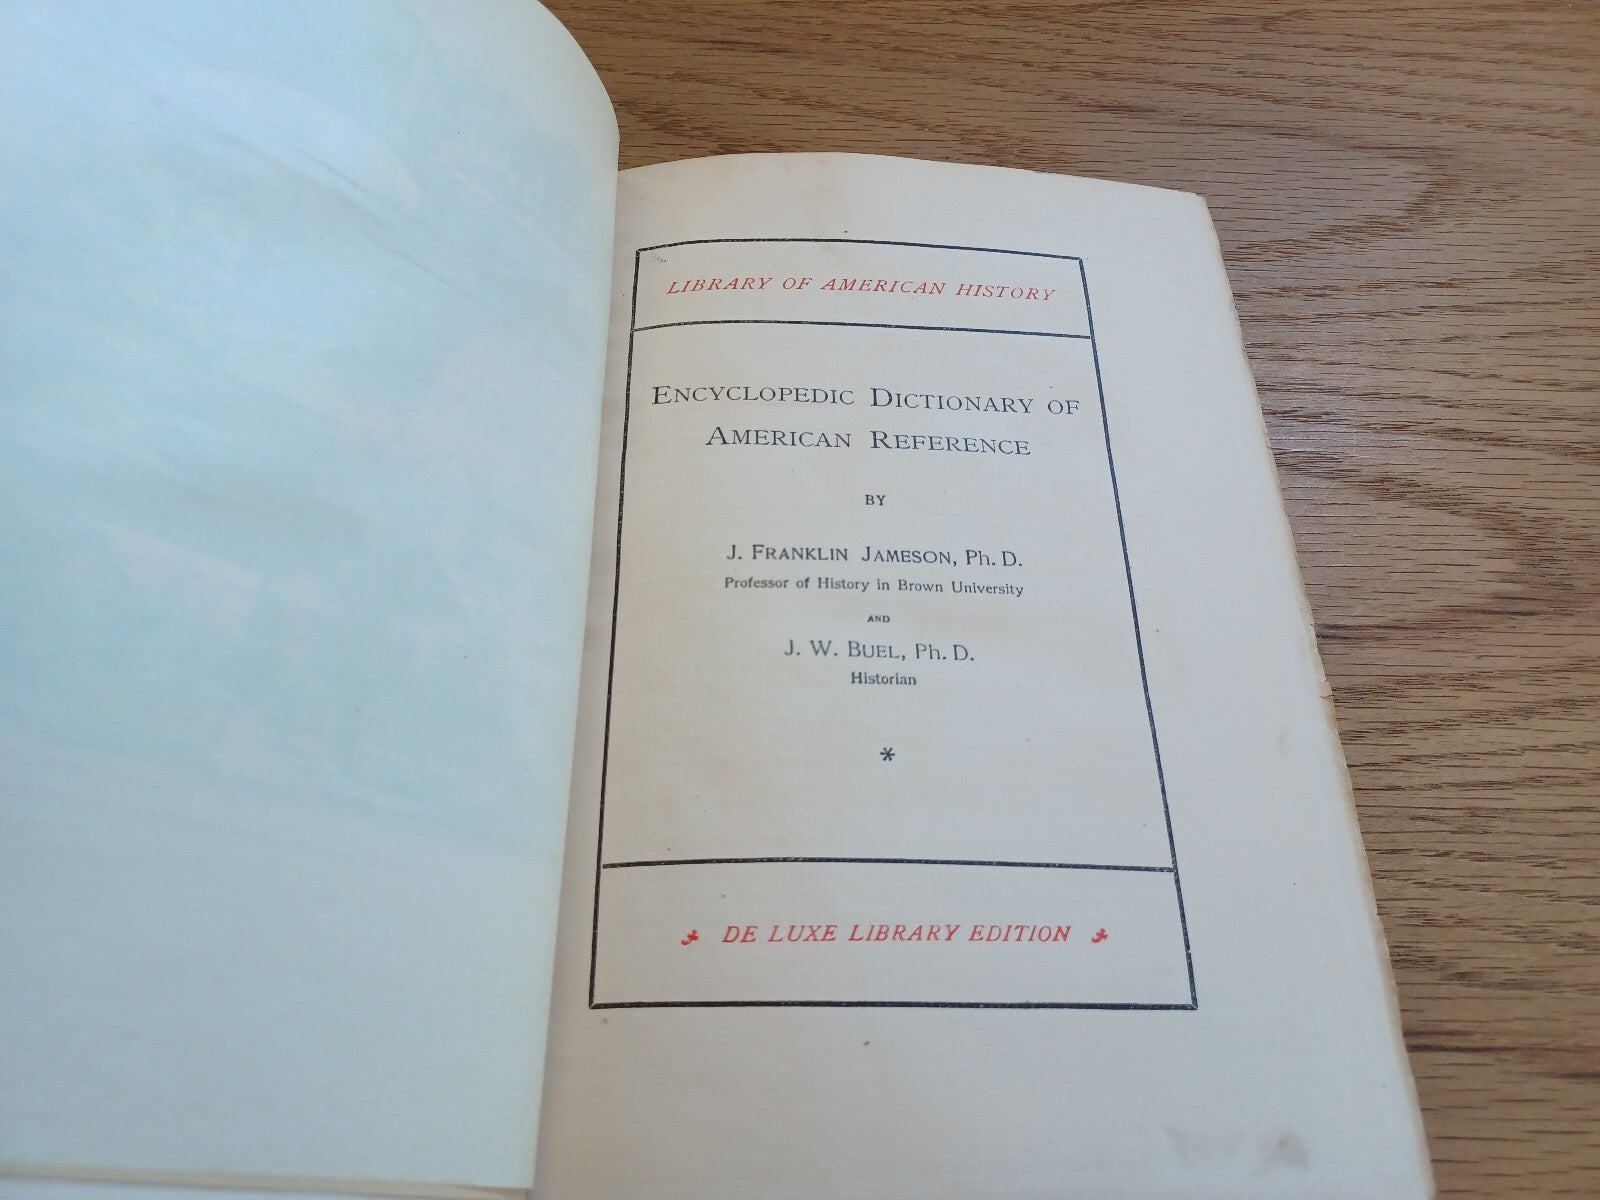 LIBRARY OF AMERICAN HISTORY
ENCYCLOPEDIC DICTIONARY OF
AMERICAN REFERENCE
BY
J. FRANKLIN JAMESON, Ph. D.
Professor of History in Brown University
AND
J. W. BUEL, Ph. D.
Historian
*
DE LUXE LIBRARY EDITION